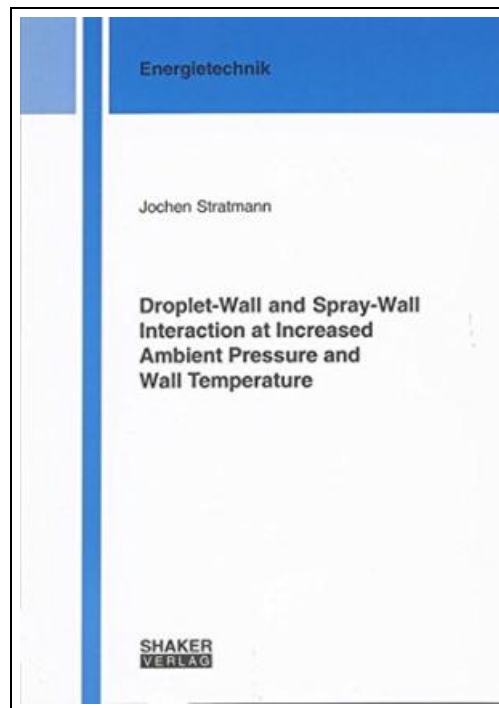 Energietechnik
Jochen Stratmann
Droplet-Wall and Spray-Wall
Interaction at Increased
Ambient Pressure and
Wall Temperature
SHAKER
VERLAG